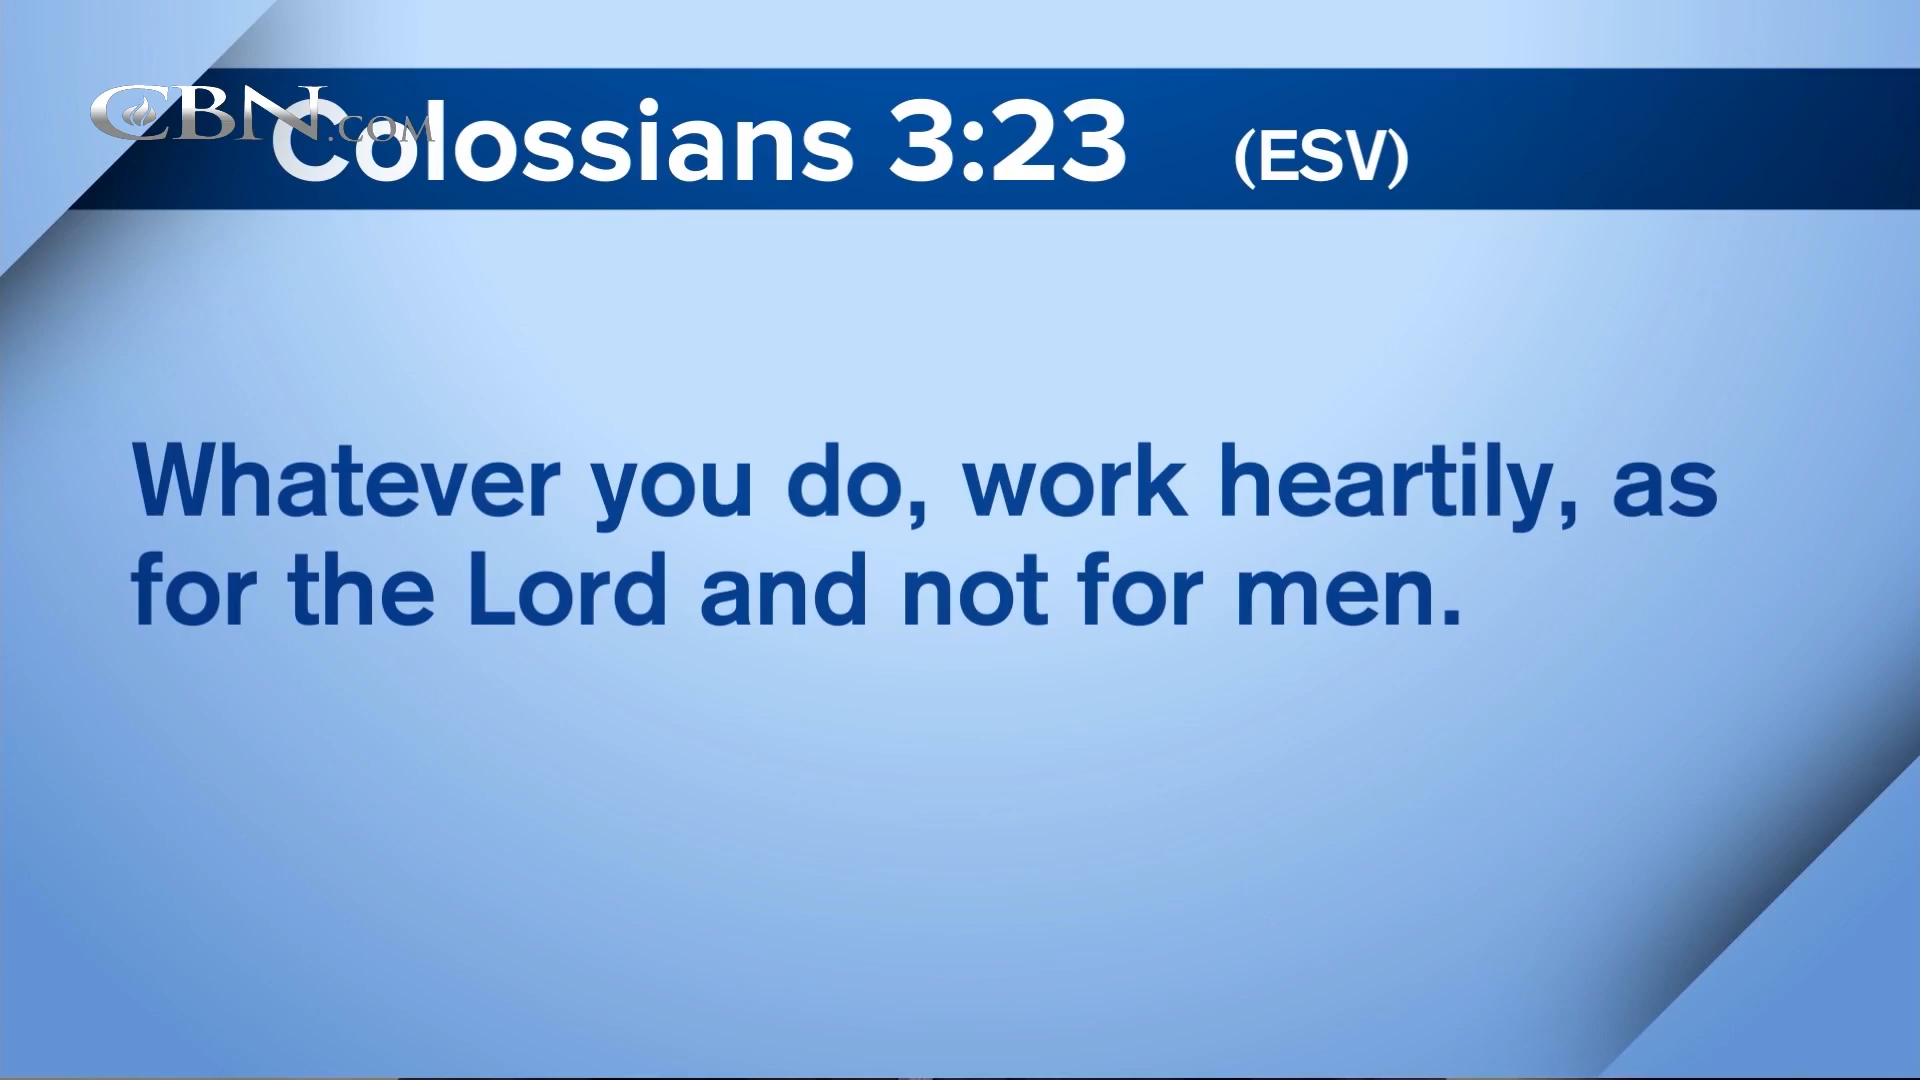 CBN.COM
Colossians 3:23 (ESV)
Whatever you do, work heartily, as
for the Lord and not for men.